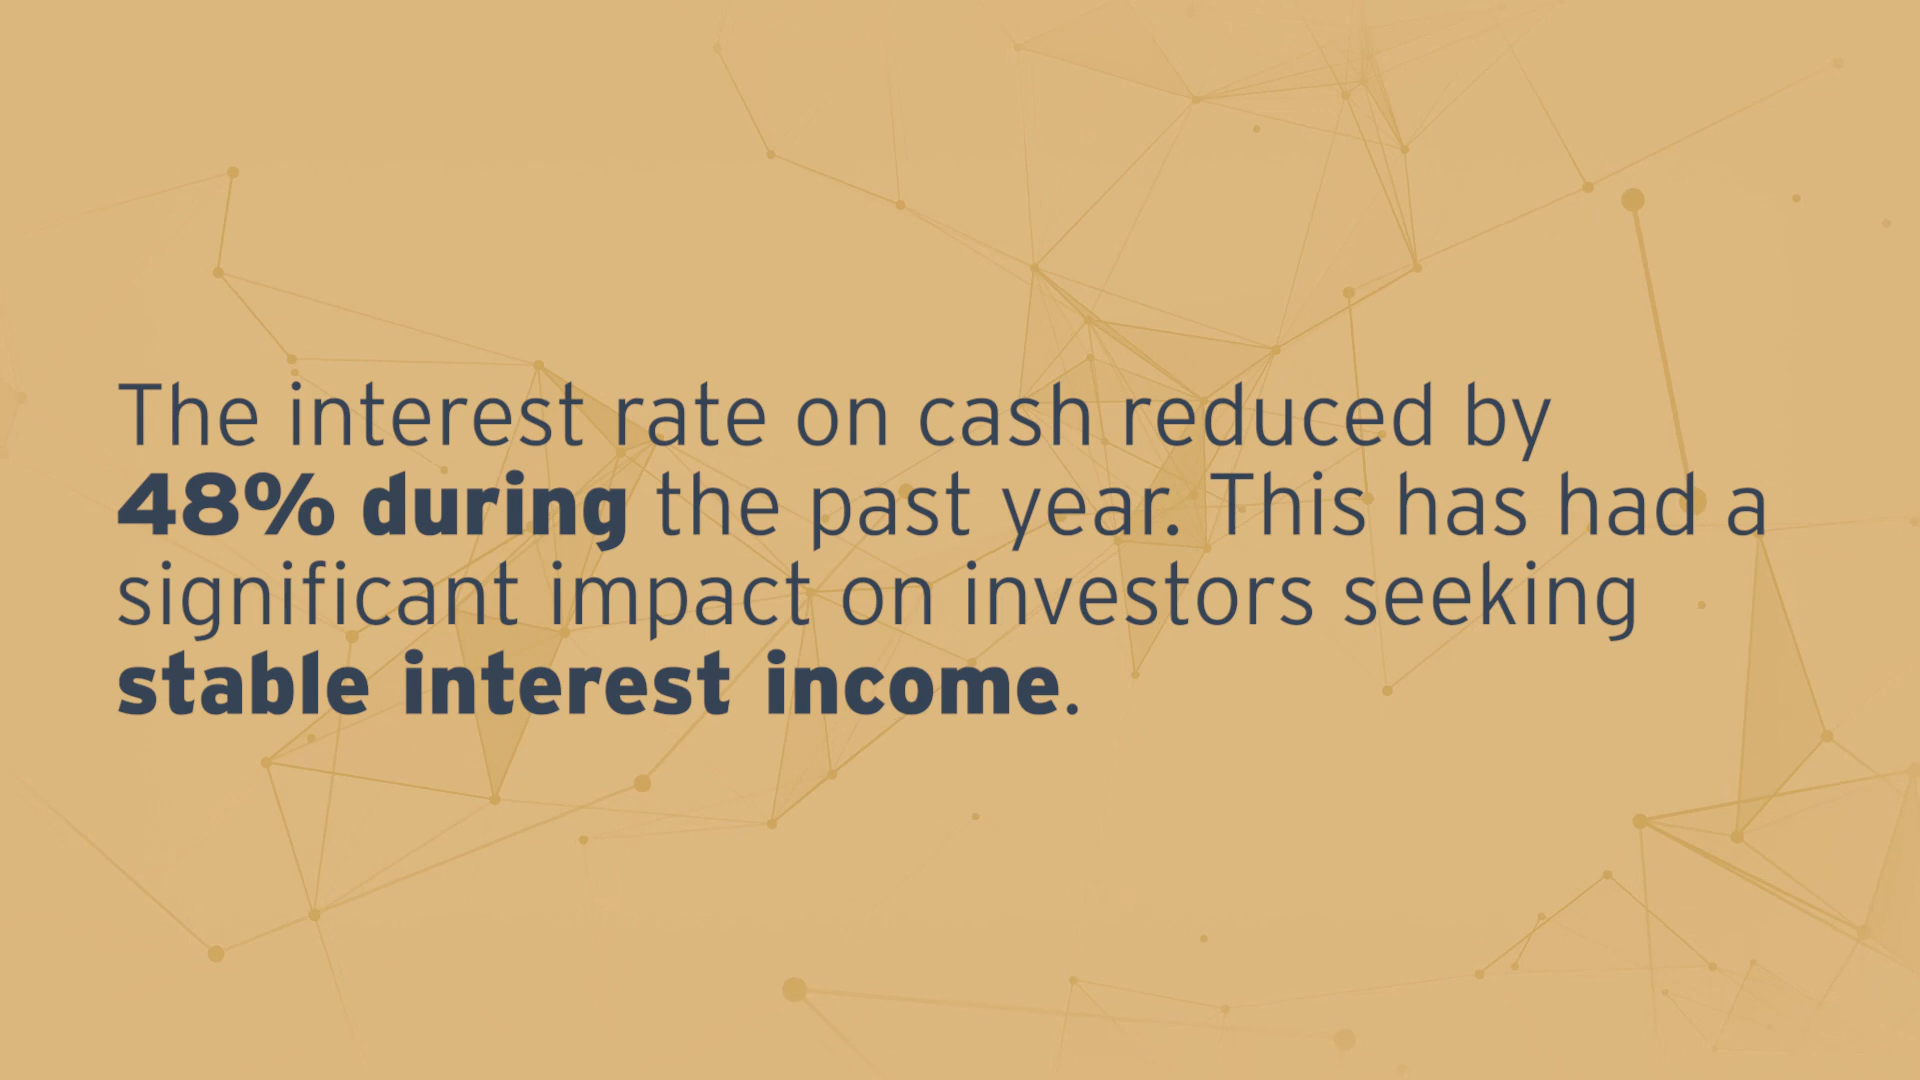 The interest rate on cash reduced by
48% during the past year. This has had a
significant impact on investors seeking
stable interest income.